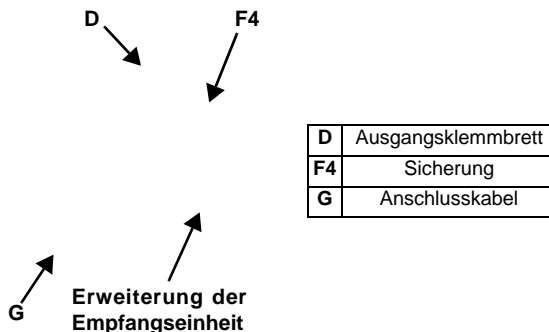 D
F4
D Ausgangsklemmbrett
F4 Sicherung
G Anschlusskabel
G
Erweiterung der
Empfangseinheit